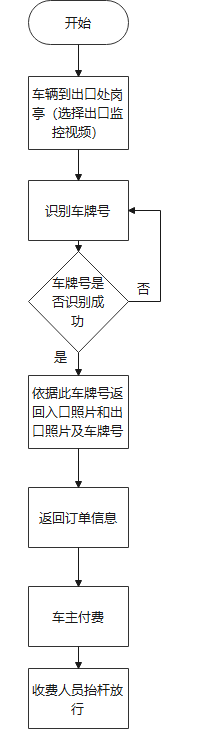 开始
车辆到出口处岗
亭（选择出口监
控视频）
识别车牌号
车牌号是
否识别成
功
否
是
依据此车牌号返
回入口照片和出
口照片及车牌号
返回订单信息
车主付费
收费人员抬杆放
行